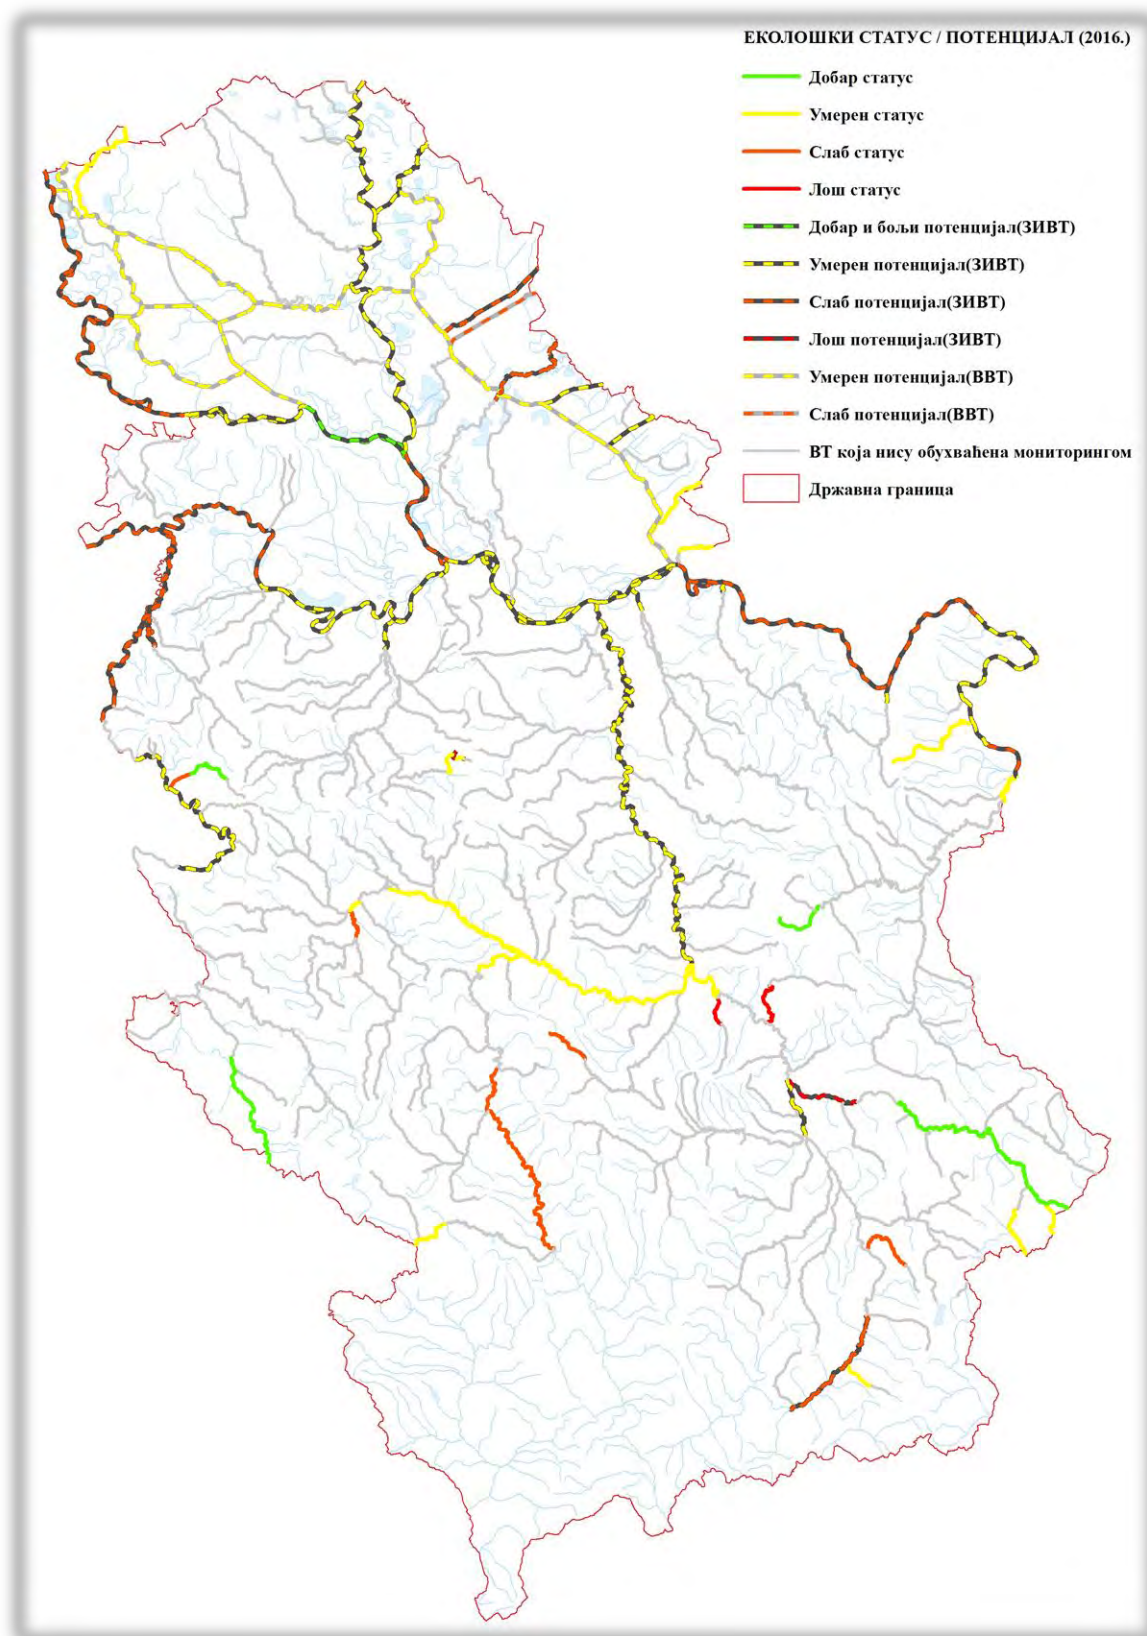 ЕКОЛОШКИ СТАТУС / ПОТЕНЦИЈАЛ (2016.)
Добар статус
Умерен статус
Слаб статус
Лош статус
Добар и бољи потенцијал(ЗИВТ)
Умерен потенцијал(ЗИВТ)
Слаб потенцијал(ЗИВТ)
Лош потенцијал(ЗИВТ)
Умерен потенцијал(ВВТ)
Слаб потенцијал(ВВТ)
ВТ која нису обухваћена мониторингом
Државна граница